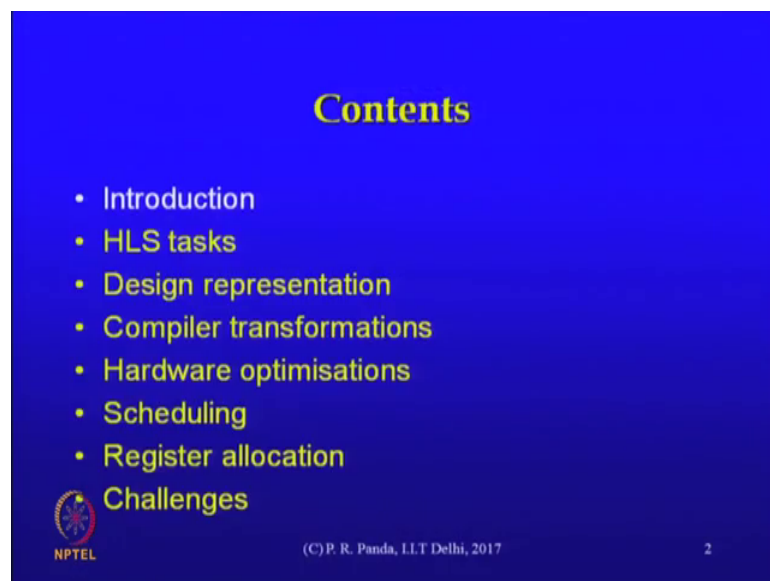 Contents
• Introduction
• HLS tasks
• Design representation
• Compiler transformations
• Hardware optimisations
• Scheduling
• Register allocation
• Challenges
NPTEL
(C) P. R. Panda, I.I.T Delhi, 2017
2